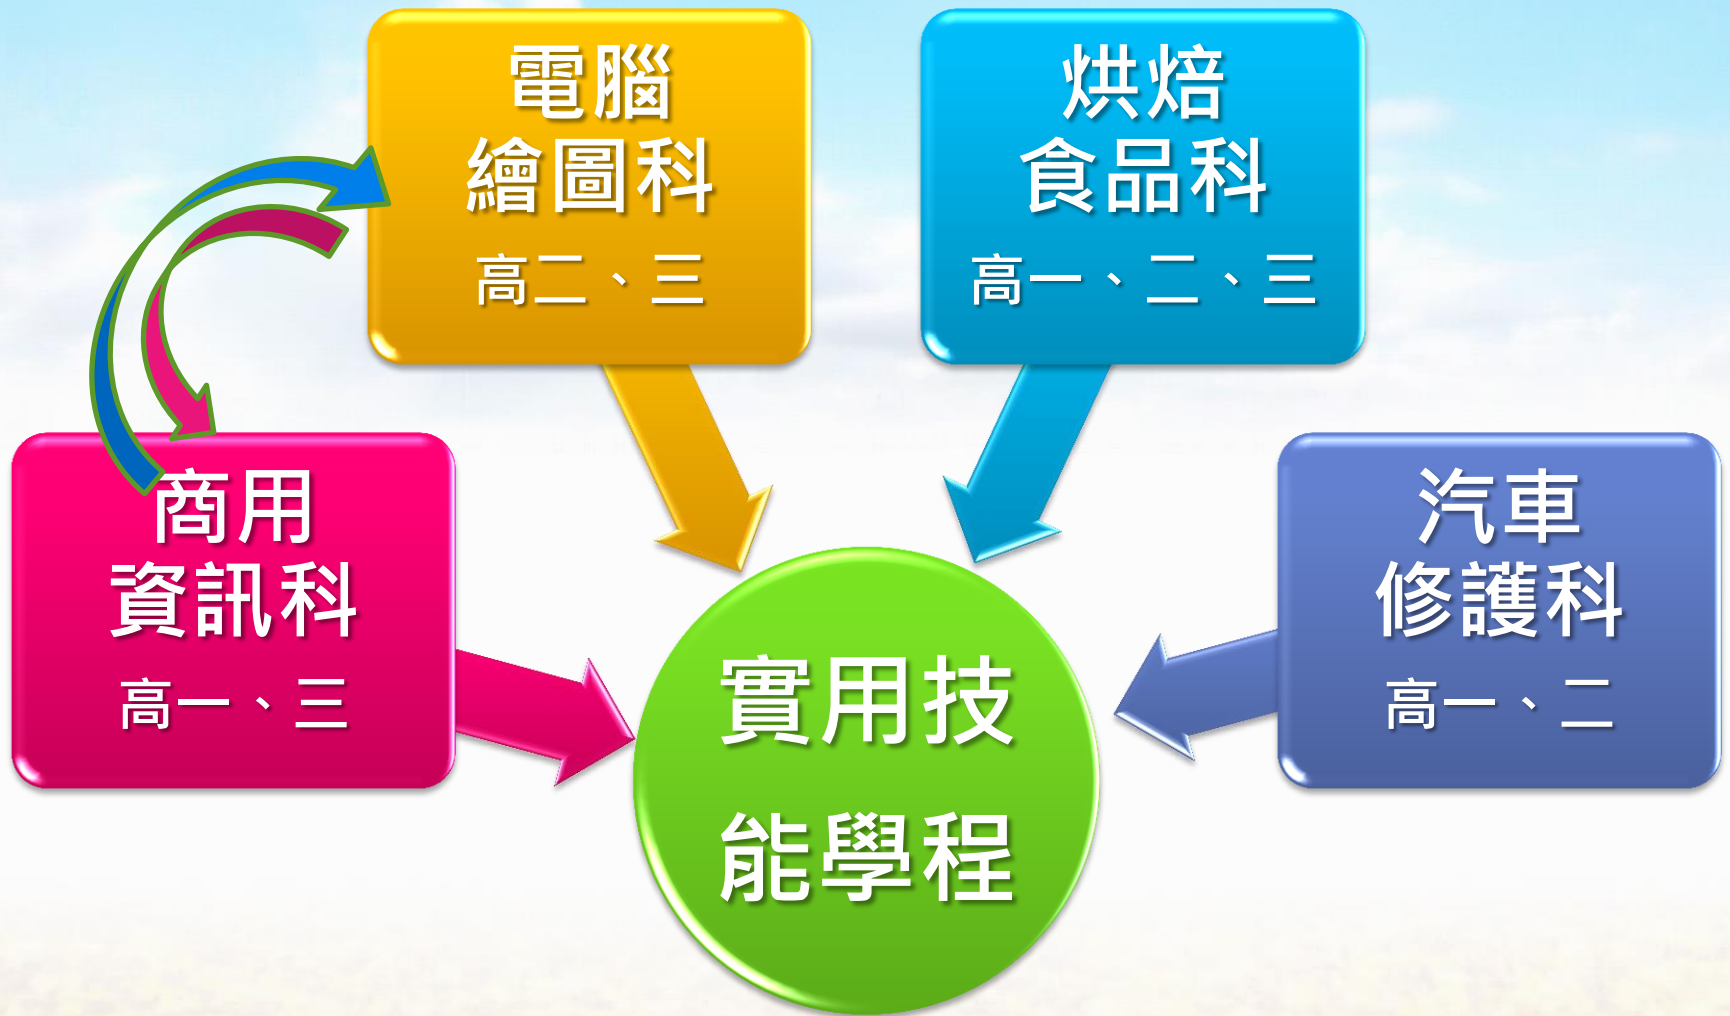 電腦
繪圖科
高二、三
烘焙
食品科
高一、二、三
商用
資訊科
高一、三
汽車
修護科
高一、二
實用技
能學程